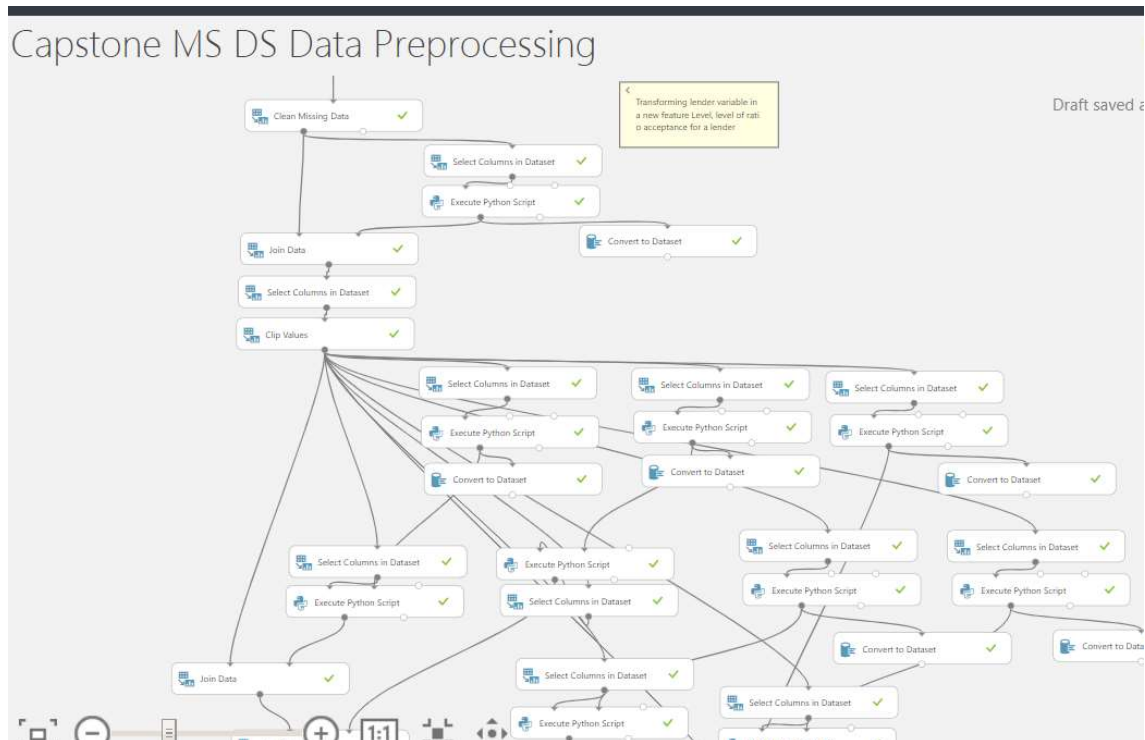 Capstone MS DS Data Preprocessing
Transforming lender variable in
a new feature Level, level of rati
o acceptance for a lender
Draft saved a
Clean Missing Data
Select Columns in Dataset
Execute Python Script
Convert to Dataset
Join Data
Select Columns in Dataset
Clip Values
Select Columns in Dataset
Select Columns in Dataset
Select Columns in Dataset
Execute Python Script
Execute Python Script
Execute Python Script
Convert to Dataset
Convert to Dataset
Convert to Dataset
Select Columns in Dataset
Select Columns in Dataset
Select Columns in Dataset
Execute Python Script
Execute Python Script
Execute Python Script
Execute Python Script
Select Columns in Dataset
Convert to Dataset
Convert to Data
Join Data
Select Columns in Dataset
Select Columns in Dataset
Execute Python Script
1:1